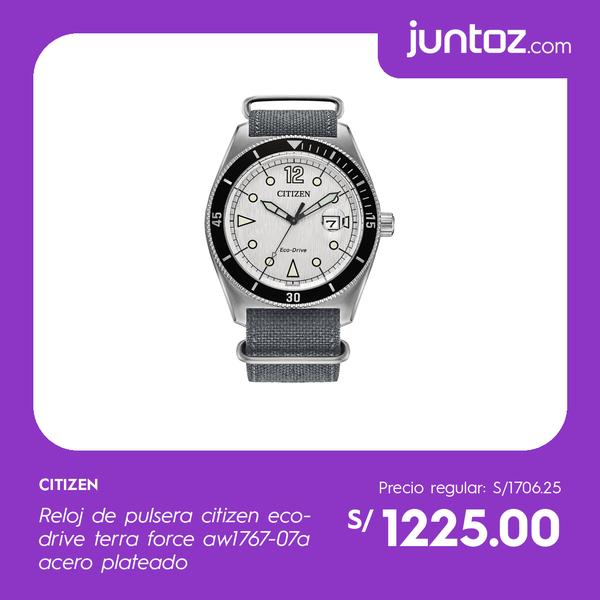 juntoz.com
12
CITIZEN
45
7
15
Eco-Drive
30
CITIZEN
Reloj de pulsera citizen eco-
drive terra force aw1767-07a
acero plateado
Precio regular: S/1706.25
S/ 1225.00